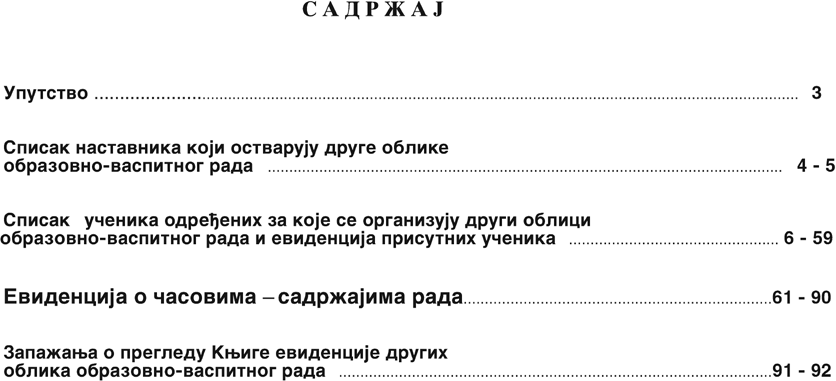 С А Д Р Ж А Ј
Упутство ........................................................ 3
Списак наставника који остварују друге облике
образовно-васпитног рада ........................................................ 4 - 5
Списак ученика одређених за које се организују други облици
образовно-васпитног рада и евиденција присутних ученика ........................................................ 6 - 59
Евиденција о часовима – садржајима рада........................................................61 - 90
Запажања о прегледу Књиге евиденције других
облика образовно-васпитног рада ........................................................91 - 92